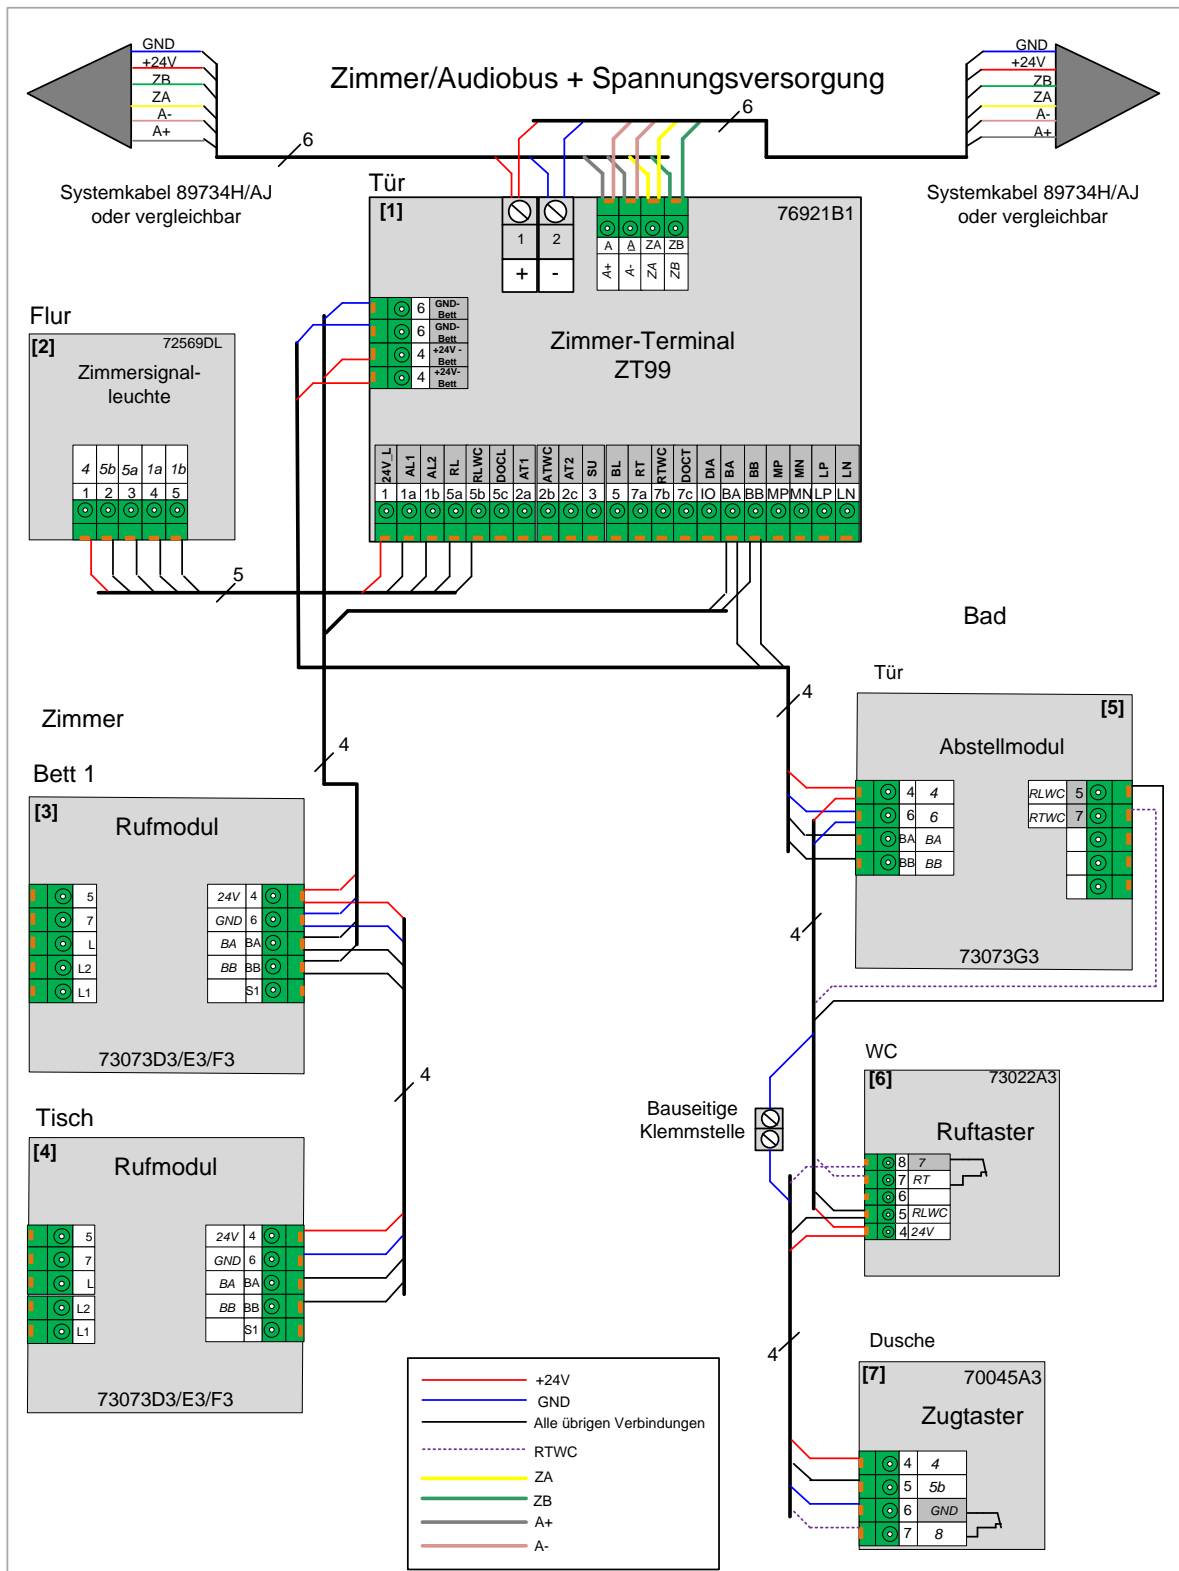 GND
+24V
ZB
ZA
A-
A+
Zimmer/Audiobus + Spannungsversorgung
GND
+24V
ZB
ZA
A-
A+
6
6
Systemkabel 89734H/AJ
oder vergleichbar
Systemkabel 89734H/AJ
oder vergleichbar
Tür
[1]
76921B1
1 2
+ -
A A ZA ZB
A+ A- ZA ZB
6 GND-Bett
6 GND-Bett
4 +24V -Bett
4 +24V-Bett
Zimmer-Terminal
ZT99
24V_L AL1 AL2 RL RLWC DOCL AT1 ATWC AT2 SU BL RT RTWC DOCT DIA BA BB MP MN LP LN
1 1a 1b 5a 5b 5c 2a 2b 2c 3 5 7a 7b 7c IO BA BB MP MN LP LN
Flur
[2]
72569DL
Zimmersignal-
leuchte
4 5b 5a 1a 1b
1 2 3 4 5
5
Bad
Tür
4
[5]
Abstellmodul
4 4
6 6
BA BA
BB BB
RLWC 5
RTWC 7
73073G3
Zimmer
4
Bett 1
[3]
Rufmodul
5
7
L
L2
L1
24V 4
GND 6
BA BA
BB BB
S1
73073D3/E3/F3
4
4
Tisch
[4]
Rufmodul
5
7
L
L2
L1
24V 4
GND 6
BA BA
BB BB
S1
73073D3/E3/F3
Bauseitige
Klemmstelle
WC
[6]
73022A3
Ruftaster
8 7
7 RT
6
5 RLWC
4 24V
4
Dusche
[7]
70045A3
Zugtaster
4 4
5 5b
6 GND
7 8
+24V
GND
Alle übrigen Verbindungen
RTWC
ZA
ZB
A+
A-